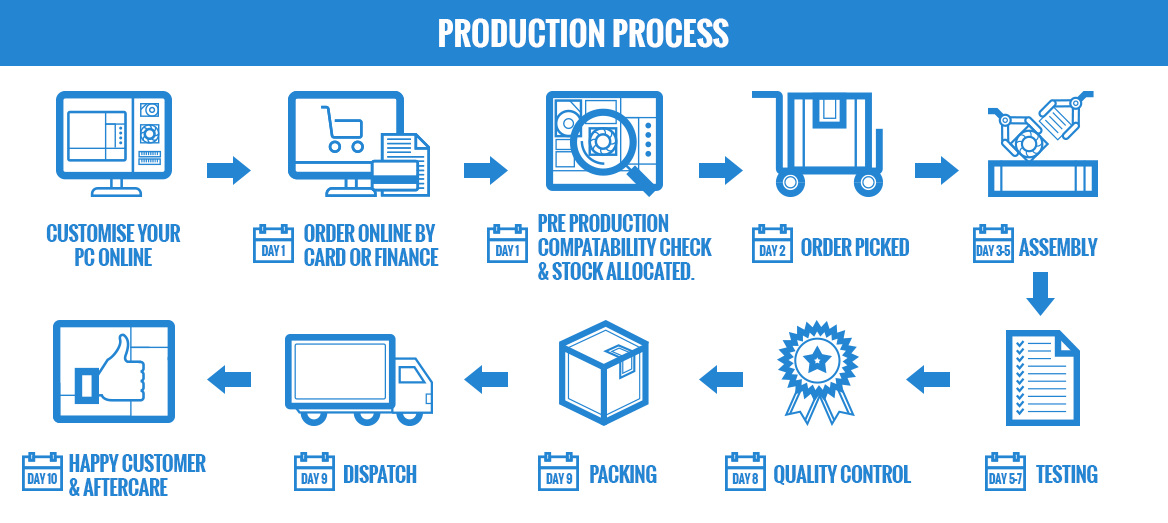 PRODUCTION PROCESS
CUSTOMISE YOUR
PC ONLINE
DAY 1
ORDER ONLINE BY
CARD OR FINANCE
DAY 1
PRE PRODUCTION
COMPATABILITY CHECK
& STOCK ALLOCATED.
DAY 2
ORDER PICKED
DAY 3-5
ASSEMBLY
DAY 5-7
TESTING
DAY 8
QUALITY CONTROL
DAY 9
PACKING
DAY 9
DISPATCH
DAY 10
HAPPY CUSTOMER
& AFTERCARE